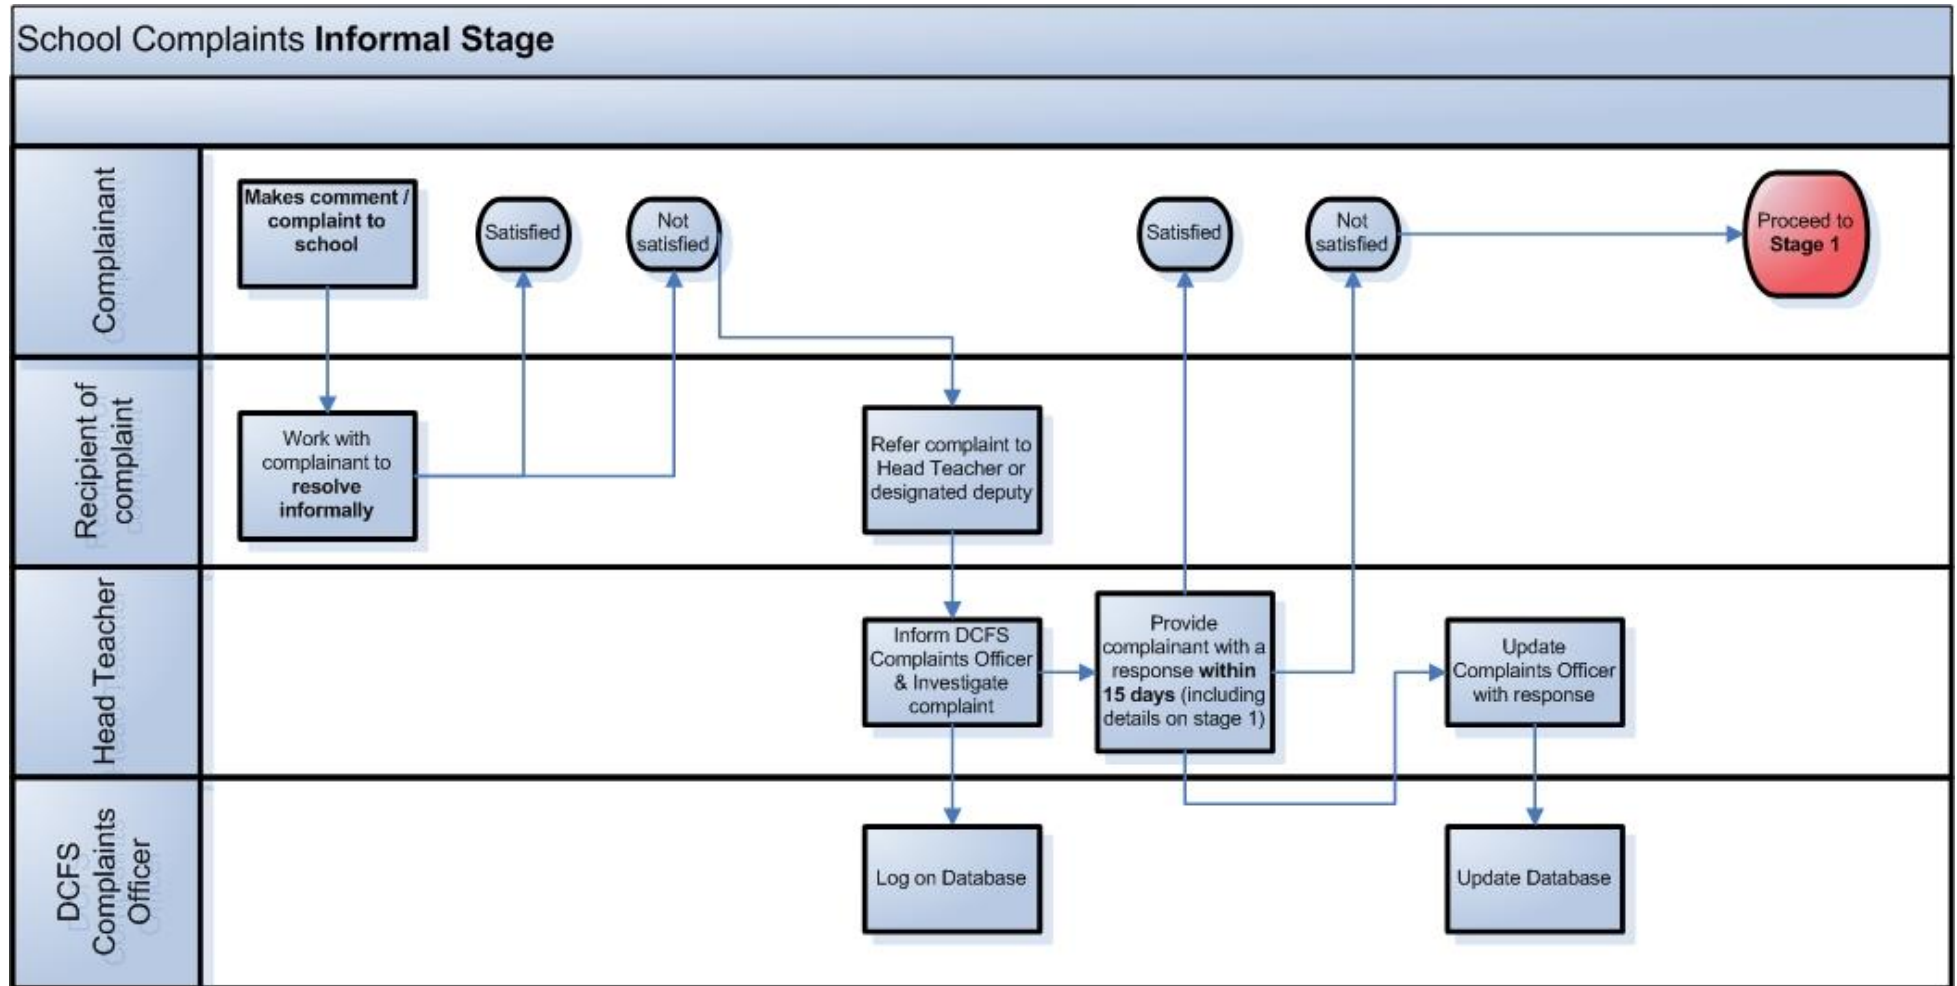 School Complaints Informal Stage
Complainant
Makes comment /
complaint to
school
Satisfied
Not
satisfied
Satisfied
Not
satisfied
Proceed to
Stage 1
Recipient of
complaint
Work with
complainant to
resolve
informally
Refer complaint to
Head Teacher or
designated deputy
Head Teacher
Inform DCFS
Complaints Officer
& Investigate
complaint
Provide
complainant with a
response within
15 days (including
details on stage 1)
Update
Complaints Officer
with response
DCFS
Complaints
Officer
Log on Database
Update Database